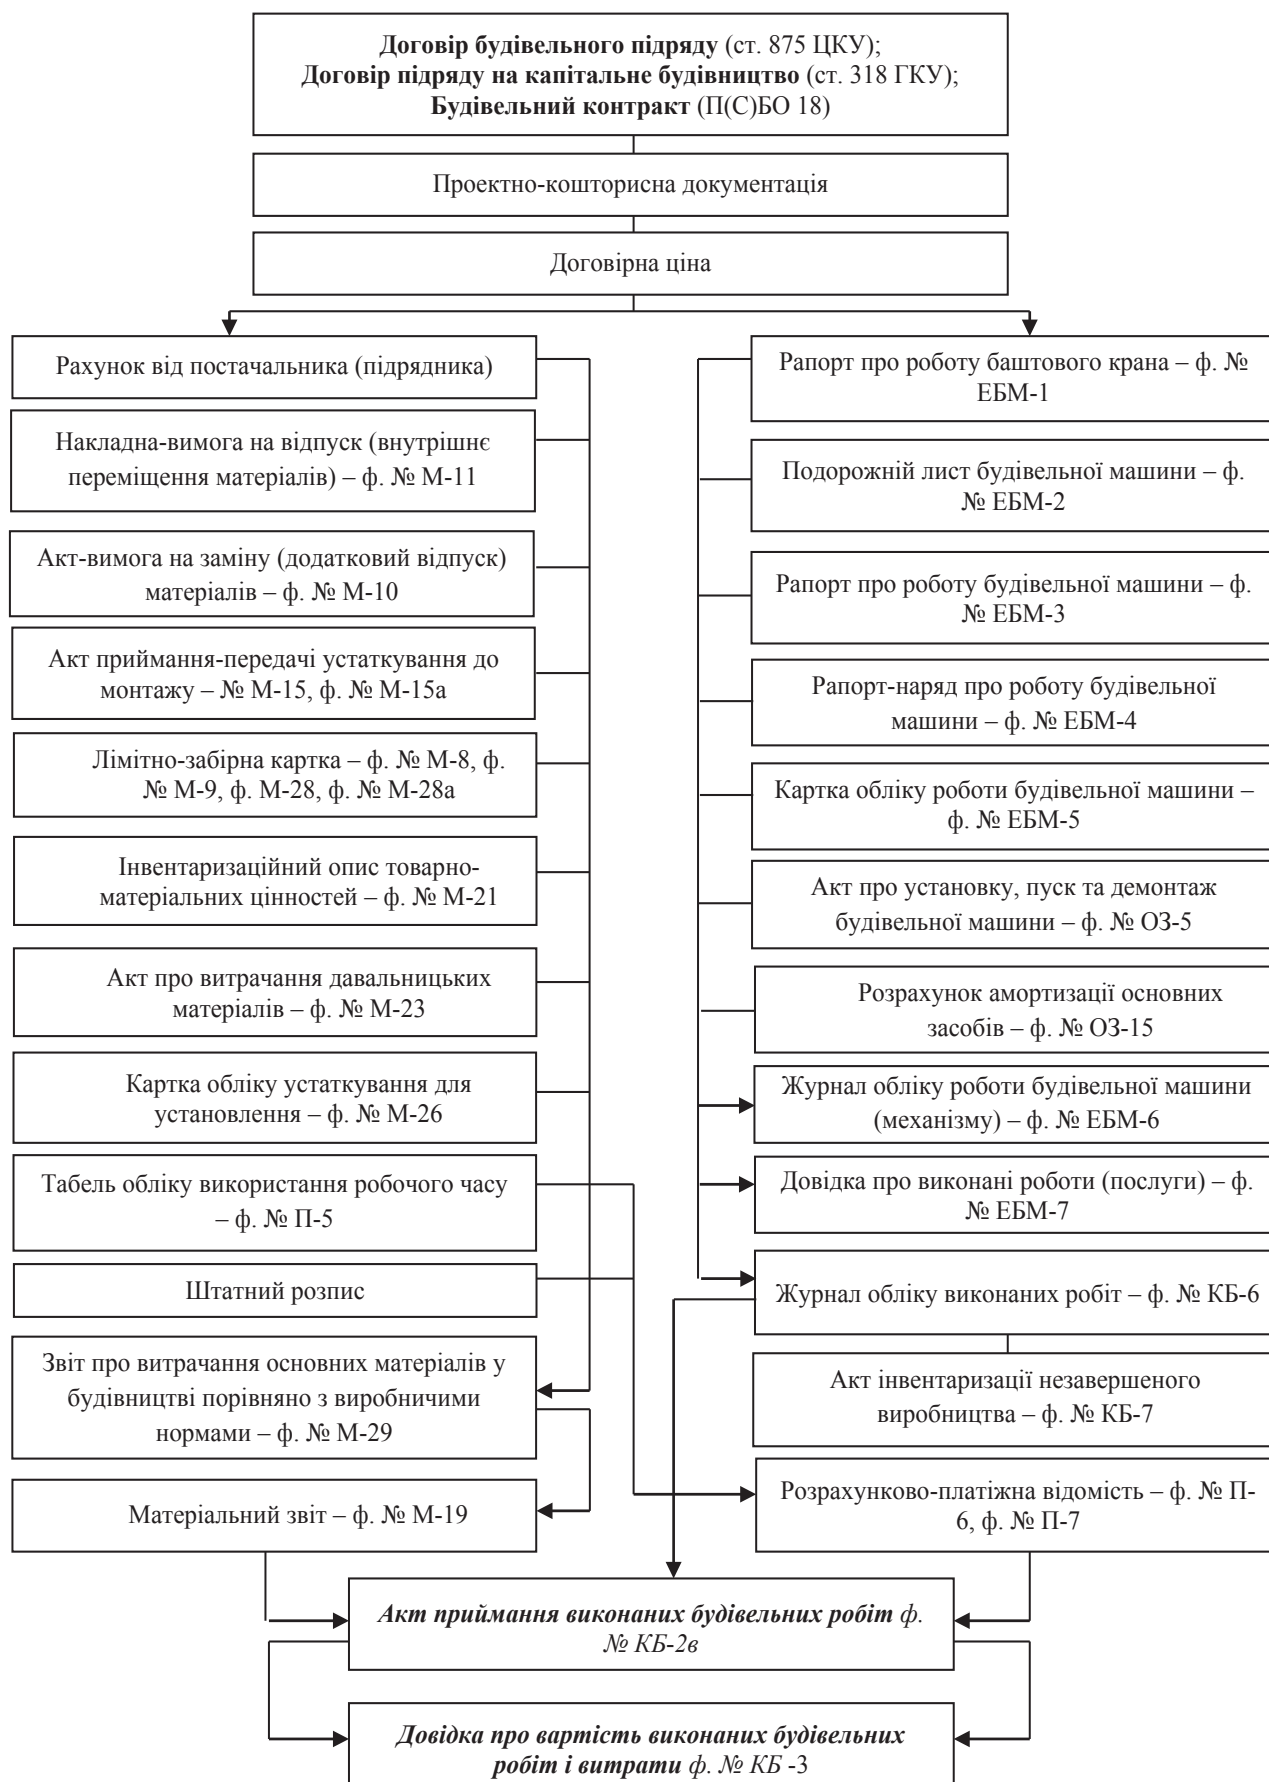 Договір будівельного підряду (ст. 875 ЦКУ);
Договір підряду на капітальне будівництво (ст. 318 ГКУ);
Будівельний контракт (П(С)БО 18)
Проектно-кошторисна документація
Договірна ціна
Рахунок від постачальника (підрядника)
Накладна-вимога на відпуск (внутрішнє
переміщення матеріалів) – ф. № М-11
Акт-вимога на заміну (додатковий відпуск)
матеріалів – ф. № М-10
Акт приймання-передачі устаткування до
монтажу – № М-15, ф. № М-15а
Лімітно-забірна картка – ф. № М-8, ф.
№ М-9, ф. М-28, ф. № М-28а
Інвентаризаційний опис товарно-
матеріальних цінностей – ф. № М-21
Акт про витрачання давальницьких
матеріалів – ф. № М-23
Картка обліку устаткування для
установлення – ф. № М-26
Табель обліку використання робочого часу
– ф. № П-5
Штатний розпис
Звіт про витрачання основних матеріалів у
будівництві порівняно з виробничими
нормами – ф. № М-29
Матеріальний звіт – ф. № М-19
Рапорт про роботу баштового крана – ф. №
ЕБМ-1
Подорожній лист будівельної машини – ф.
№ ЕБМ-2
Рапорт про роботу будівельної машини – ф.
№ ЕБМ-3
Рапорт-наряд про роботу будівельної
машини – ф. № ЕБМ-4
Картка обліку роботи будівельної машини –
ф. № ЕБМ-5
Акт про установку, пуск та демонтаж
будівельної машини – ф. № ОЗ-5
Розрахунок амортизації основних
засобів – ф. № ОЗ-15
Журнал обліку роботи будівельної машини
(механізму) – ф. № ЕБМ-6
Довідка про виконані роботи (послуги) – ф.
№ ЕБМ-7
Журнал обліку виконаних робіт – ф. № КБ-6
Акт інвентаризації незавершеного
виробництва – ф. № КБ-7
Розрахунково-платіжна відомість – ф. № П-
6, ф. № П-7
Акт приймання виконаних будівельних робіт ф.
№ КБ-2в
Довідка про вартість виконаних будівельних
робіт і витрати ф. № КБ -3